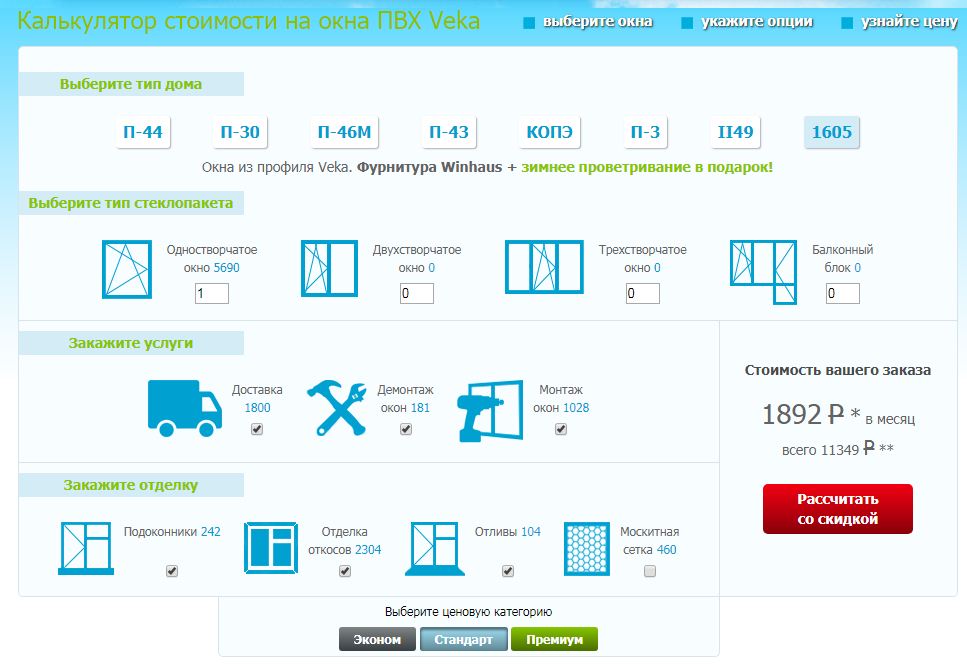 Калькулятор стоимости на окна ПВХ Veka
выберите окна
укажите опции
узнайте цену
Выберите тип дома
П-44
П-30
П-46М
П-43
КОПЭ
П-3
II49
1605
Окна из профиля Veka. Фурнитура Winhaus + зимнее проветривание в подарок!
Выберите тип стеклопакета
Одностворчатое
окно 5690
1
Двухстворчатое
окно 0
0
Трехстворчатое
окно 0
0
Балконный
блок 0
0
Закажите услуги
Доставка
1800
Демонтаж
окон 181
Монтаж
окон 1028
Стоимость вашего заказа
1892 ₽ * в месяц
всего 11349 ₽ **
Рассчитать
со скидкой
Закажите отделку
Подоконники 242
Отделка
откосов 2304
Отливы 104
Москитная
сетка 460
Выберите ценовую категорию
Эконом
Стандарт
Премиум